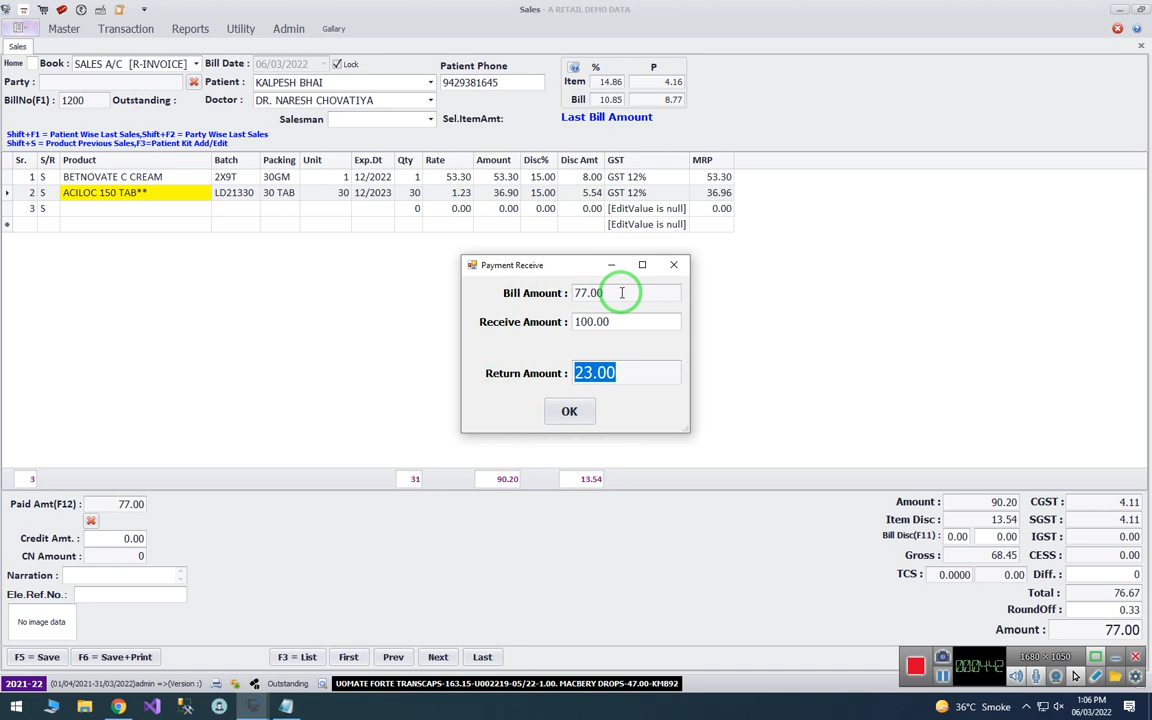 Sales - A RETAIL DEMO DATA
Master Transaction Reports Utility Admin Gallary
Sales
Home Book : SALES A/C [R-INVOICE] Bill Date : 06/03/2022 Lock Patient Phone % P
Party : Patient : KALPESH BHAI 9429381645 Item 14.86 4.16
BillNo(F1) : 1200 Outstanding : Doctor : DR. NARESH CHOVATIYA Bill 10.85 8.77
Salesman Sel.ItemAmt: Last Bill Amount
Shift+F1 = Patient Wise Last Sales,Shift+F2 = Party Wise Last Sales
Shift+S = Product Previous Sales,F3=Patient Kit Add/Edit
Sr. S/R Product Batch Packing Unit Exp.Dt Qty Rate Amount Disc% Disc Amt GST MRP
1 S BETNOVATE C CREAM 2X9T 30GM 1 12/2022 1 53.30 53.30 15.00 8.00 GST 12% 53.30
2 S ACILOC 150 TAB** LD21330 30 TAB 30 12/2023 30 1.23 36.90 15.00 5.54 GST 12% 36.96
3 S 0 0.00 0.00 0.00 0.00 [EditValue is null] 0.00
[EditValue is null]
Payment Receive
Bill Amount : 77.00
Receive Amount : 100.00
Return Amount : 23.00
OK
3 31 90.20 13.54
Paid Amt(F12) : 77.00
Credit Amt. : 0.00
CN Amount : 0
Narration :
Ele.Ref.No.:
No image data
Amount : 90.20 CGST : 4.11
Item Disc : 13.54 SGST : 4.11
Bill Disc(F11) : 0.00 0.00 IGST : 0.00
Gross : 68.45 CESS : 0.00
TCS : 0.0000 0.00 Diff. : 0
Total : 76.67
RoundOff : 0.33
Amount : 77.00
F5 = Save F6 = Save+Print F3 = List First Prev Next Last
1680 × 1050
000442
2021-22 (01/04/2021-31/03/2022)admin =>(Version :) Outstanding UOMATE FORTE TRANSCAPS-163.15-U002219-05/22-1.00. MACBERY DROPS-47.00-KMB92
36°C Smoke 1:06 PM
06/03/2022